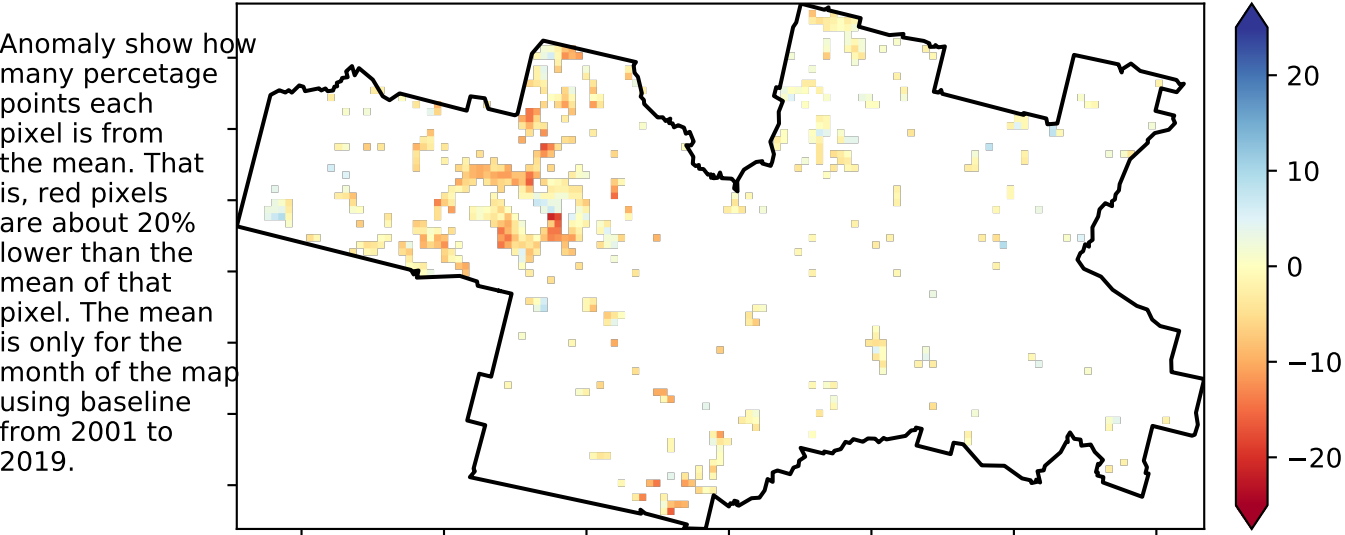 Anomaly show how
many percetage
points each
pixel is from
the mean. That
is, red pixels
are about 20%
lower than the
mean of that
pixel. The mean
is only for the
month of the map
using baseline
from 2001 to
2019.
20
10
0
−10
−20